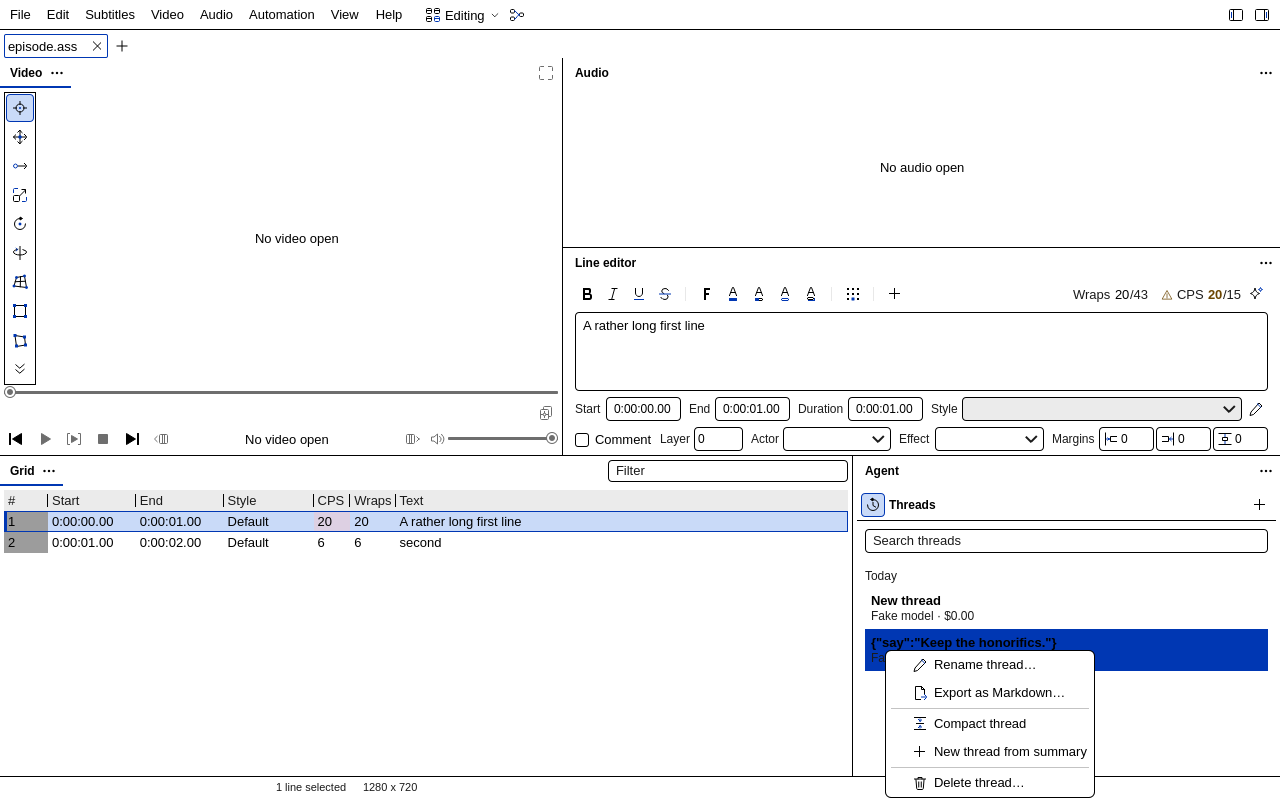 File Edit Subtitles Video Audio Automation View Help Editing
episode.ass
Video
Audio
No video open
No audio open
Line editor
B I U S F A A A A Wraps 20/43 CPS 20/15
A rather long first line
Start 0:00:00.00 End 0:00:01.00 Duration 0:00:01.00 Style
No video open
Comment Layer 0 Actor Effect Margins 0 0 0
Grid Filter
# Start End Style CPS Wraps Text
1 0:00:00.00 0:00:01.00 Default 20 20 A rather long first line
2 0:00:01.00 0:00:02.00 Default 6 6 second
Agent
Threads
Search threads
Today
New thread
Fake model · $0.00
{"say":"Keep the honorifics."}
Rename thread…
Export as Markdown…
Compact thread
New thread from summary
Delete thread…
1 line selected 1280 x 720